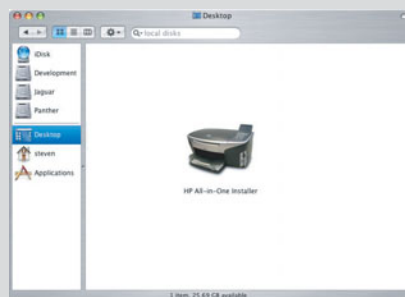 Desktop
local disks
iDisk
Development
Jaguar
Panther
Desktop
steven
Applications
HP All-in-One Installer
1 item, 25.69 GB available